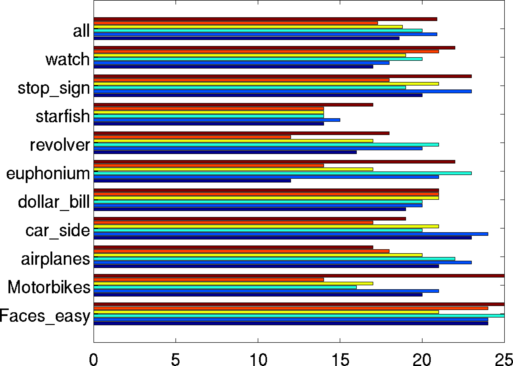 all
watch
stop_sign
starfish
revolver
euphonium
dollar_bill
car_side
airplanes
Motorbikes
Faces_easy
0 5 10 15 20 25